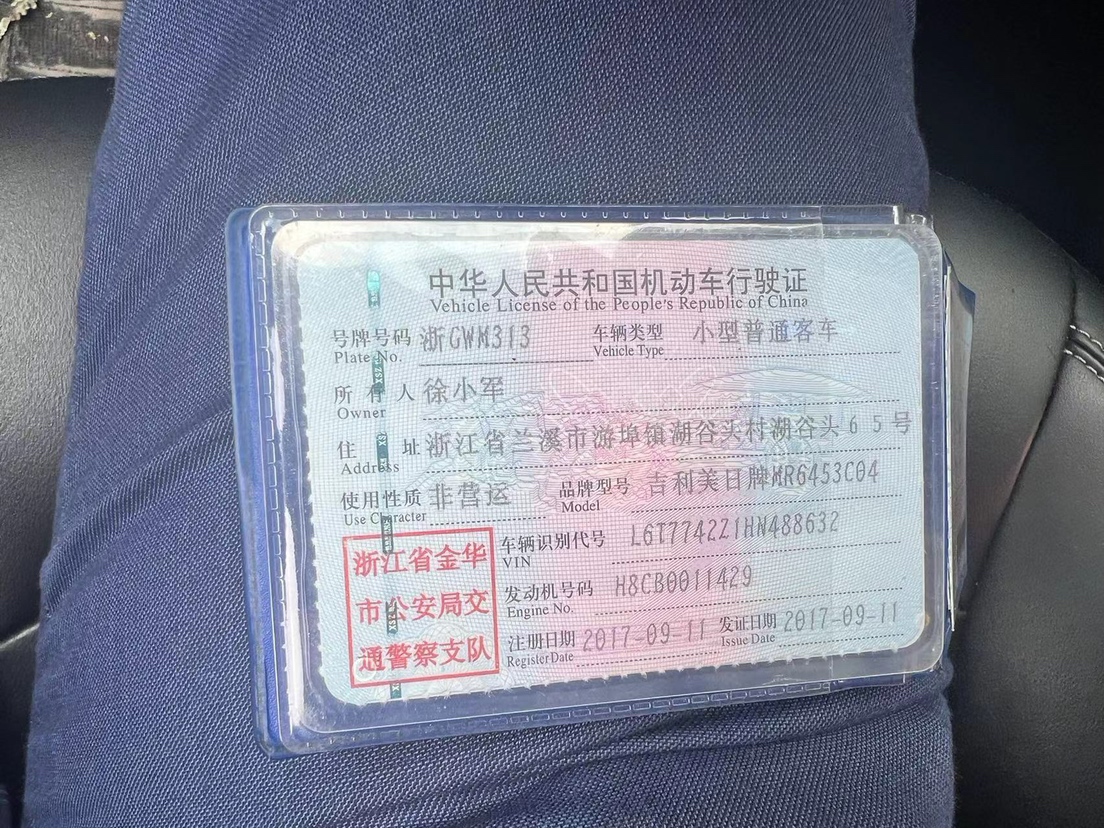 中华人民共和国机动车行驶证
Vehicle License of the People's Republic of China
号牌号码 浙GWM313 车辆类型 小型普通客车
Plate No. Vehicle Type
所有人 徐小军
Owner
住址 浙江省兰溪市游埠镇湖谷头村湖谷头65号
Address
使用性质 非营运 品牌型号 吉利美日牌MR6453C04
Use Character Model
车辆识别代号 L6T7742Z1HN488632
VIN
发动机号码 H8CB0011429
Engine No.
注册日期 2017-09-11 发证日期 2017-09-11
Register Date Issue Date
浙江省金华
市公安局交
通警察支队